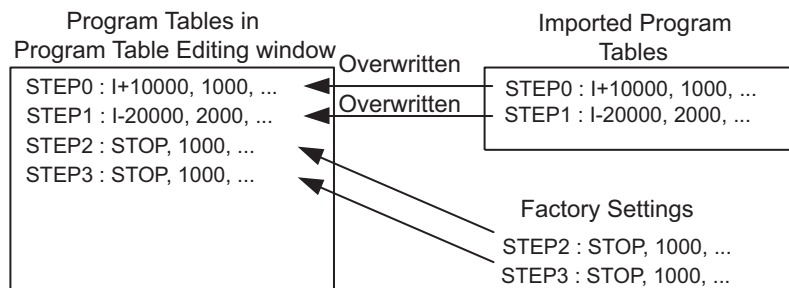 Program Tables in
Program Table Editing window
STEP0 : I+10000, 1000, ...
STEP1 : I-20000, 2000, ...
STEP2 : STOP, 1000, ...
STEP3 : STOP, 1000, ...
Overwritten
Overwritten
Imported Program
Tables
STEP0 : I+10000, 1000, ...
STEP1 : I-20000, 2000, ...
Factory Settings
STEP2 : STOP, 1000, ...
STEP3 : STOP, 1000, ...